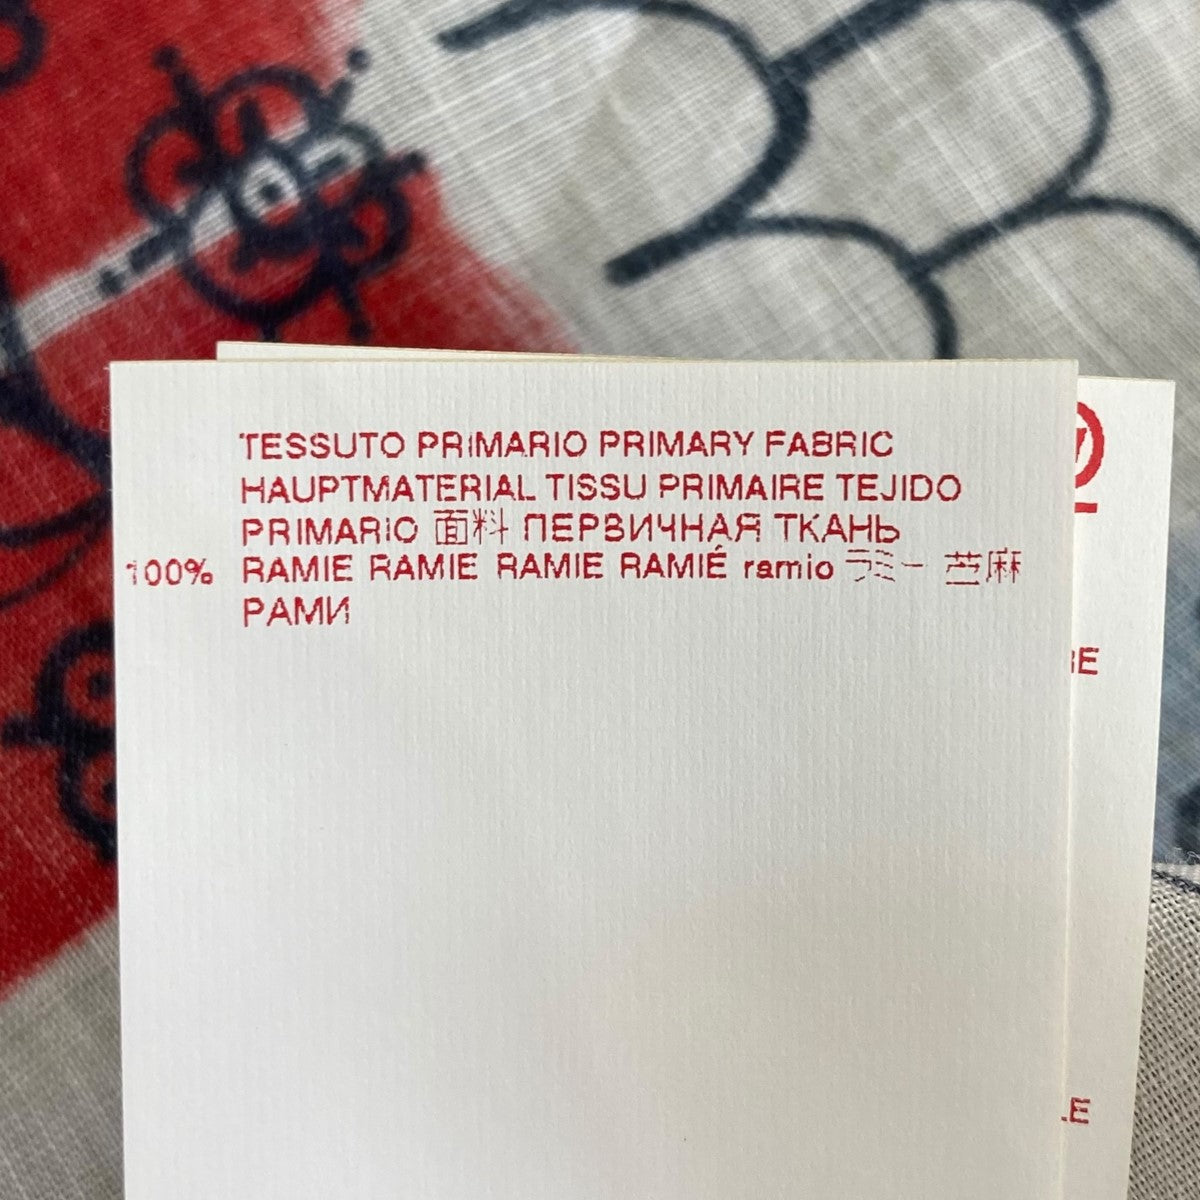 TESSUTO PRIMARIO PRIMARY FABRIC
HAUPTMATERIAL TISSU PRIMAIRE TEJIDO
PRIMARIO 面料 ПЕРВИЧНАЯ ТКАНЬ
100% RAMIE RAMIE RAMIE RAMIÉ ramio ラミー 苎麻
РАМИ